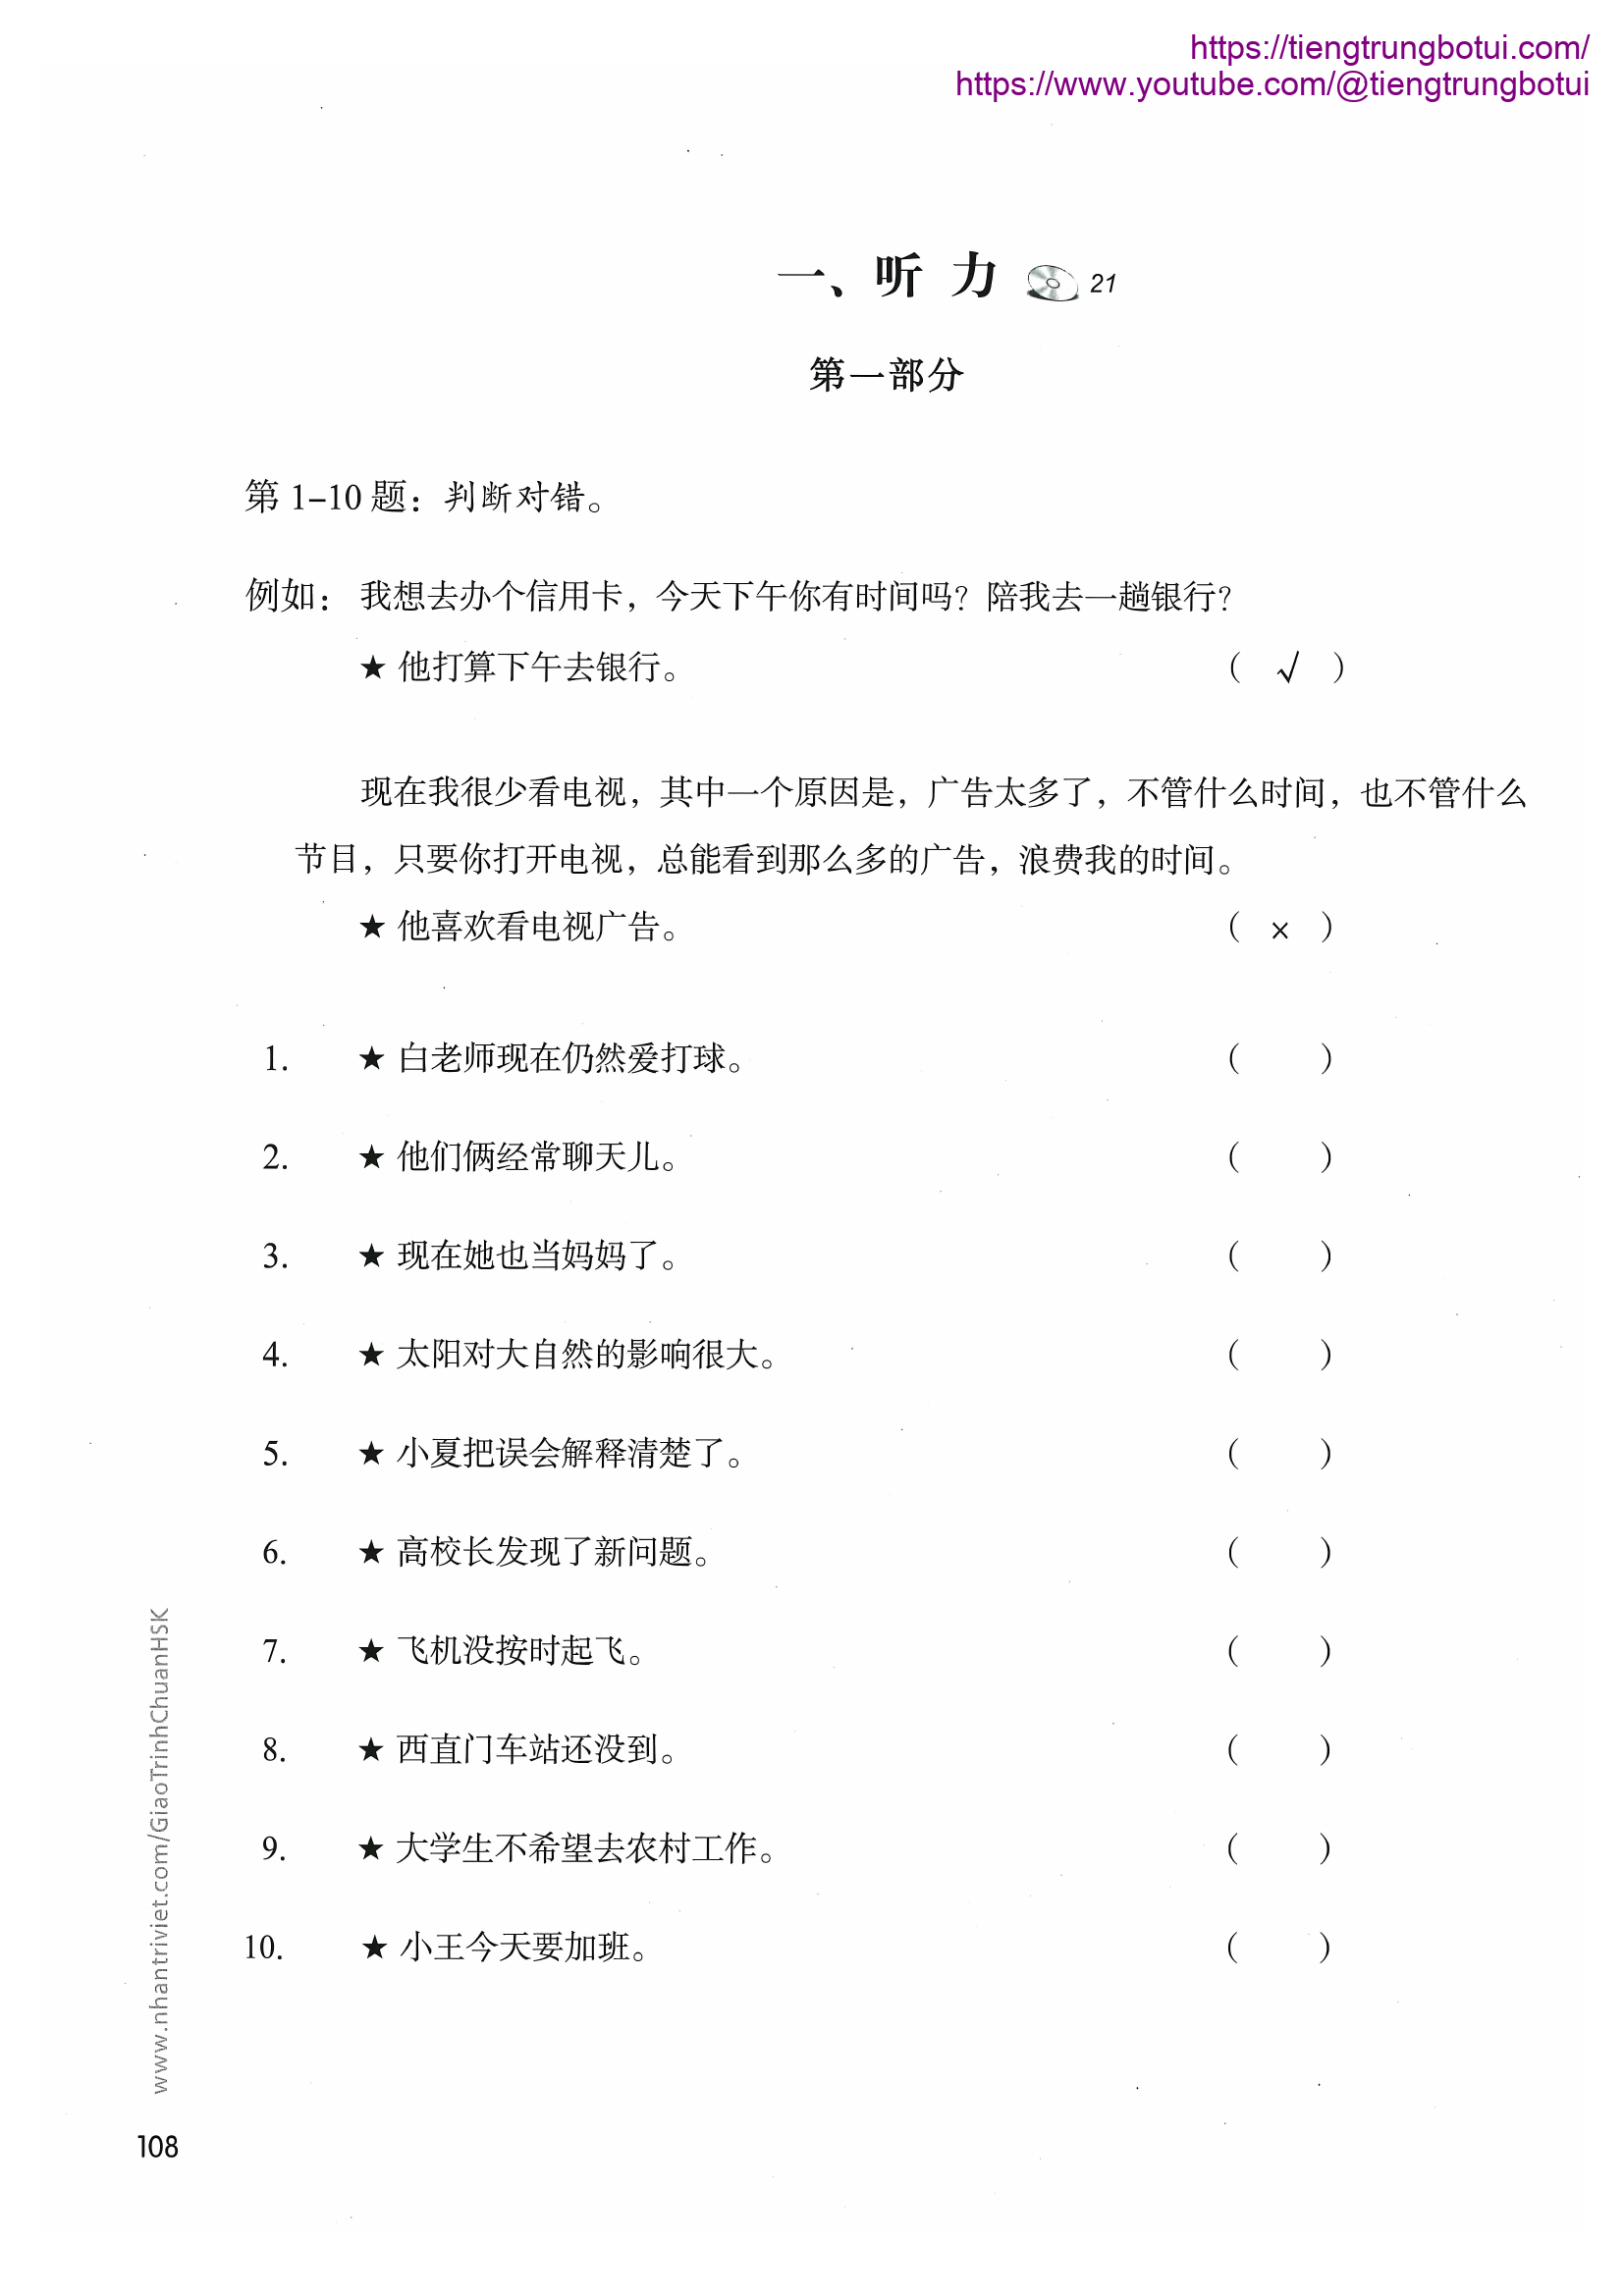 https://tiengtrungbotui.com/
https://www.youtube.com/@tiengtrungbotui
一、听 力 21
第一部分
第 1–10 题：判断对错。
例如：我想去办个信用卡，今天下午你有时间吗？陪我去一趟银行？
★ 他打算下午去银行。 （ √ ）
现在我很少看电视，其中一个原因是，广告太多了，不管什么时间，也不管什么
节目，只要你打开电视，总能看到那么多的广告，浪费我的时间。
★ 他喜欢看电视广告。 （ × ）
1. ★ 白老师现在仍然爱打球。 （ ）
2. ★ 他们俩经常聊天儿。 （ ）
3. ★ 现在她也当妈妈了。 （ ）
4. ★ 太阳对大自然的影响很大。 （ ）
5. ★ 小夏把误会解释清楚了。 （ ）
6. ★ 高校长发现了新问题。 （ ）
7. ★ 飞机没按时起飞。 （ ）
8. ★ 西直门车站还没到。 （ ）
9. ★ 大学生不希望去农村工作。 （ ）
10. ★ 小王今天要加班。 （ ）
www.nhantriviet.com/GiaoTrinhChuanHSK
108